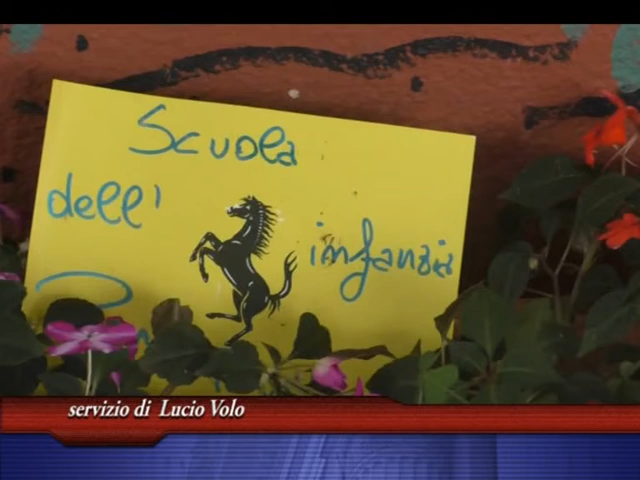 Scuola
dell' infanzia
servizio di Lucio Volo